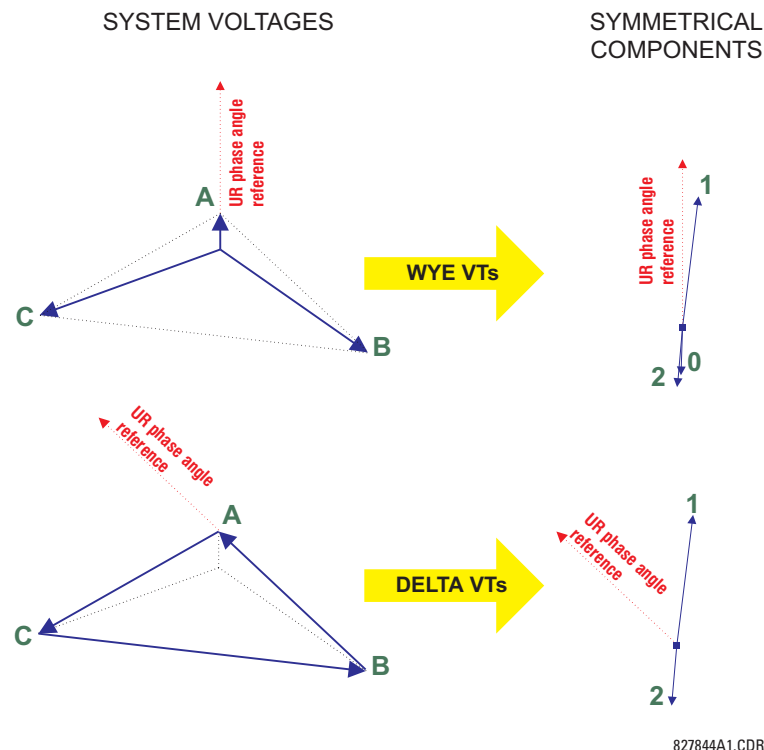 SYSTEM VOLTAGES
SYMMETRICAL
COMPONENTS
UR phase angle
reference
A
C
B
WYE VTs
UR phase angle
reference
1
2
0
UR phase angle
reference
A
C
B
DELTA VTs
UR phase angle
reference
1
2
827844A1.CDR